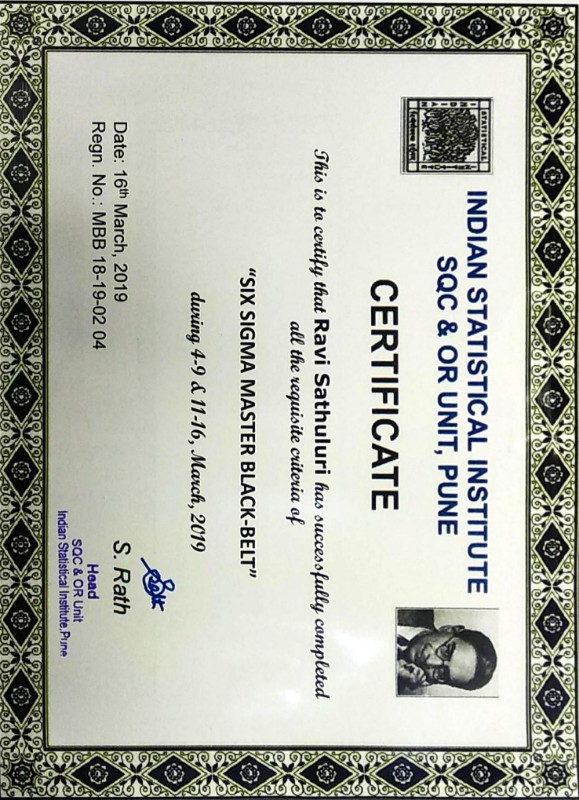 INDIAN STATISTICAL INSTITUTE
SQC & OR UNIT, PUNE
CERTIFICATE
This is to certify that Ravi Sathuluri has successfully completed
all the requisite criteria of
"SIX SIGMA MASTER BLACK-BELT"
during 4-9 & 11-16, March, 2019
Date: 16th March, 2019
Regn. No.: MBB 18-19-02 04
S. Rath
Head
SQC & OR Unit
Indian Statistical Institute,Pune